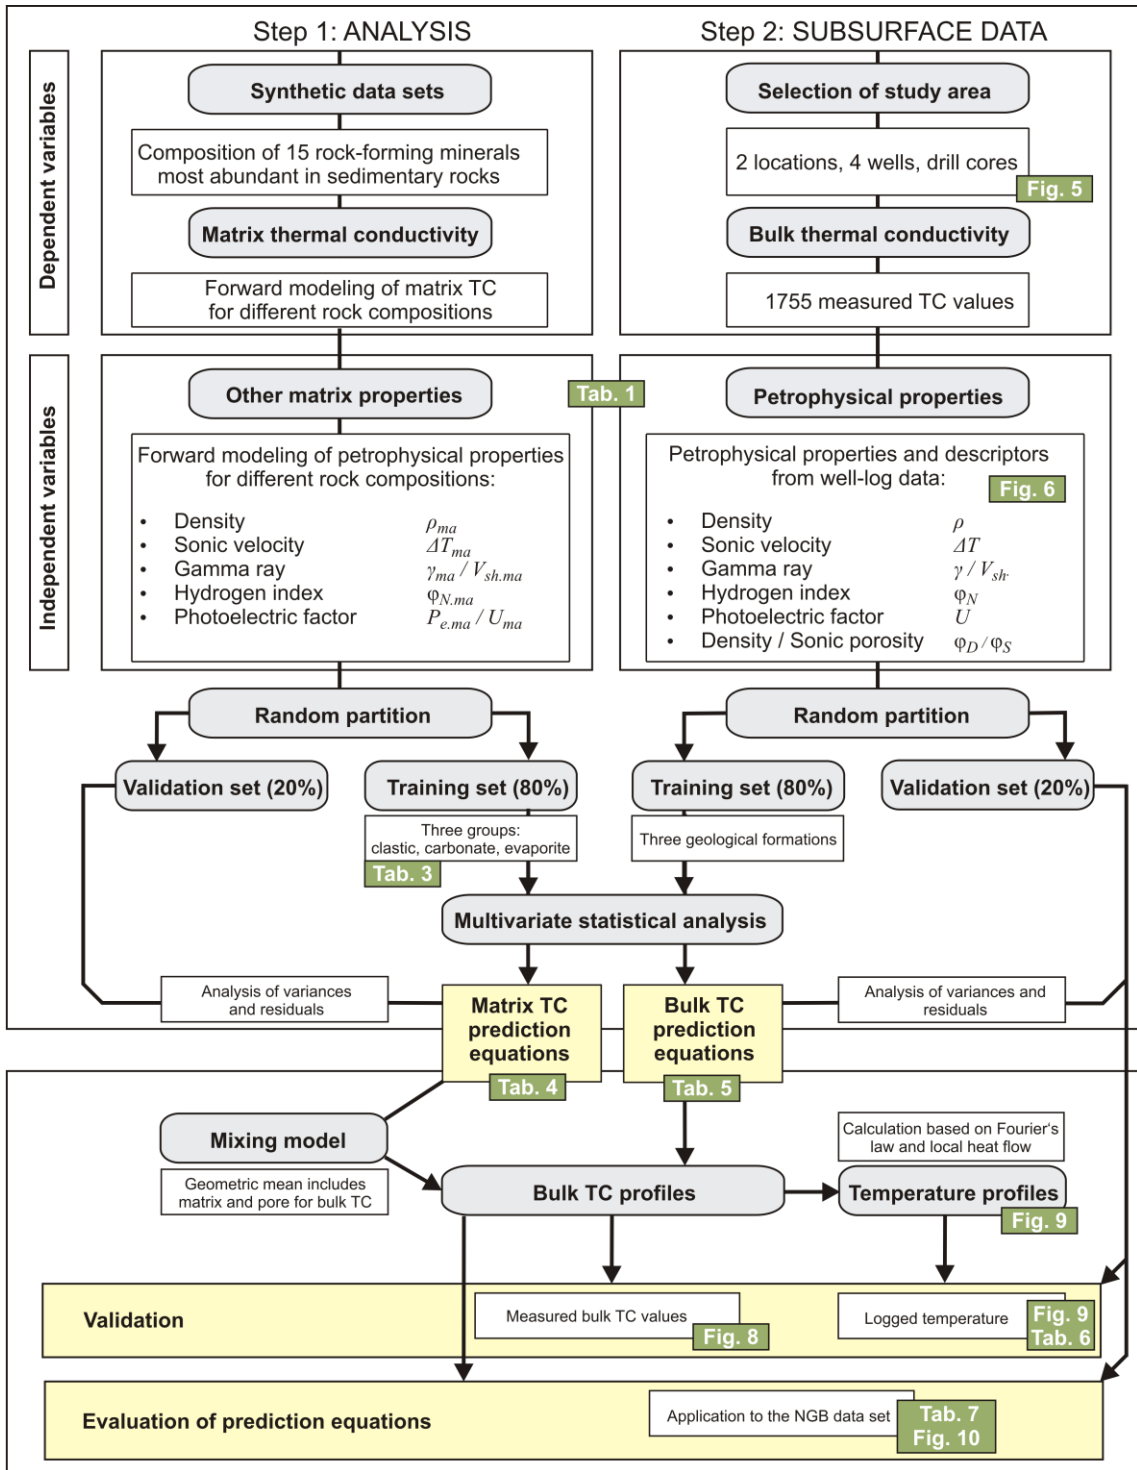 Step 1: ANALYSIS
Step 2: SUBSURFACE DATA
Dependent variables
Synthetic data sets
Composition of 15 rock-forming minerals
most abundant in sedimentary rocks
Matrix thermal conductivity
Forward modeling of matrix TC
for different rock compositions
Selection of study area
2 locations, 4 wells, drill cores
Fig. 5
Bulk thermal conductivity
1755 measured TC values
Independent variables
Other matrix properties
Tab. 1
Forward modeling of petrophysical properties
for different rock compositions:
• Density ρma
• Sonic velocity ΔTma
• Gamma ray γma / Vsh.ma
• Hydrogen index φN.ma
• Photoelectric factor Pe.ma / Uma
Petrophysical properties
Petrophysical properties and descriptors
from well-log data:
Fig. 6
• Density ρ
• Sonic velocity ΔT
• Gamma ray γ / Vsh
• Hydrogen index φN
• Photoelectric factor U
• Density / Sonic porosity φD / φS
Random partition
Random partition
Validation set (20%)
Training set (80%)
Training set (80%)
Validation set (20%)
Three groups:
clastic, carbonate, evaporite
Tab. 3
Three geological formations
Multivariate statistical analysis
Analysis of variances
and residuals
Matrix TC
prediction
equations
Tab. 4
Bulk TC
prediction
equations
Tab. 5
Analysis of variances and
residuals
Mixing model
Geometric mean includes
matrix and pore for bulk TC
Bulk TC profiles
Calculation based on Fourier‘s
law and local heat flow
Temperature profiles
Fig. 9
Validation
Measured bulk TC values
Fig. 8
Logged temperature
Fig. 9
Tab. 6
Evaluation of prediction equations
Application to the NGB data set
Tab. 7
Fig. 10